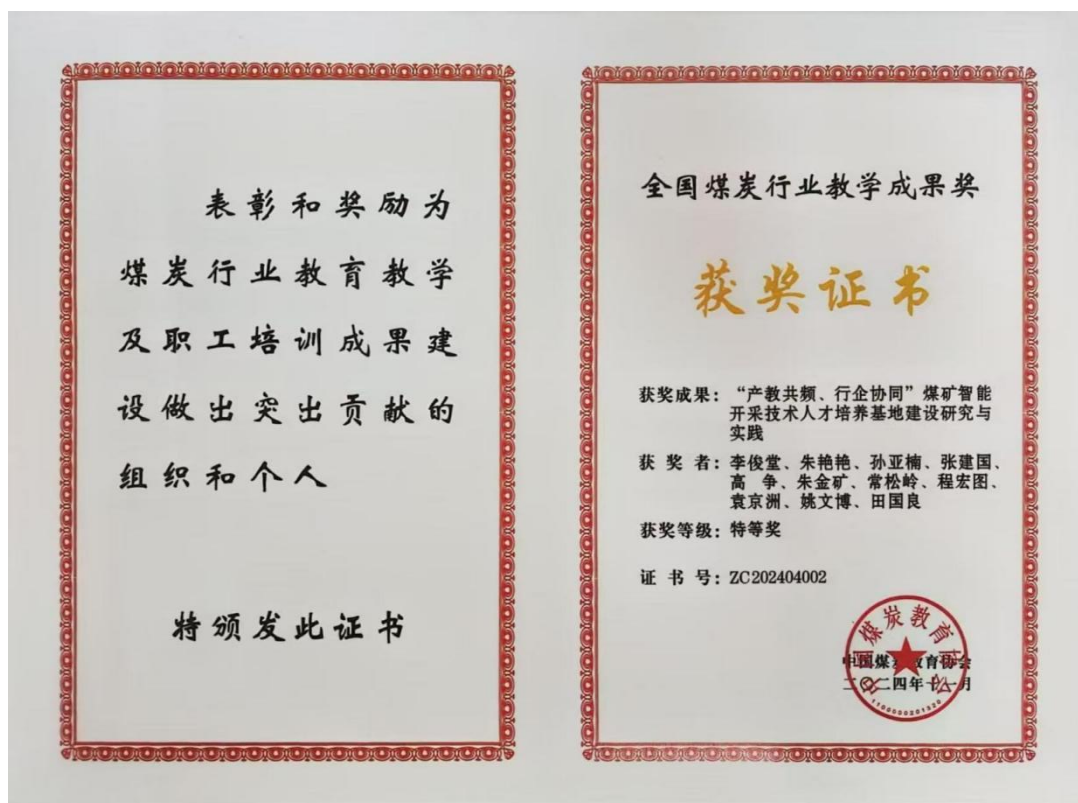 表彰和奖励为
煤炭行业教育教学
及职工培训成果建
设做出突出贡献的
组织和个人
特颁发此证书
全国煤炭行业教学成果奖
获奖证书
获奖成果：“产教共频、行企协同”煤矿智能
开采技术人才培养基地建设研究与
实践
获 奖 者：李俊堂、朱艳艳、孙亚楠、张建国、
高　争、朱金矿、常松岭、程宏图、
袁京洲、姚文博、田国良
获奖等级：特等奖
证 书 号：ZC202404002
中国煤炭教育协会
中国煤炭教育协会
二〇二四年十一月